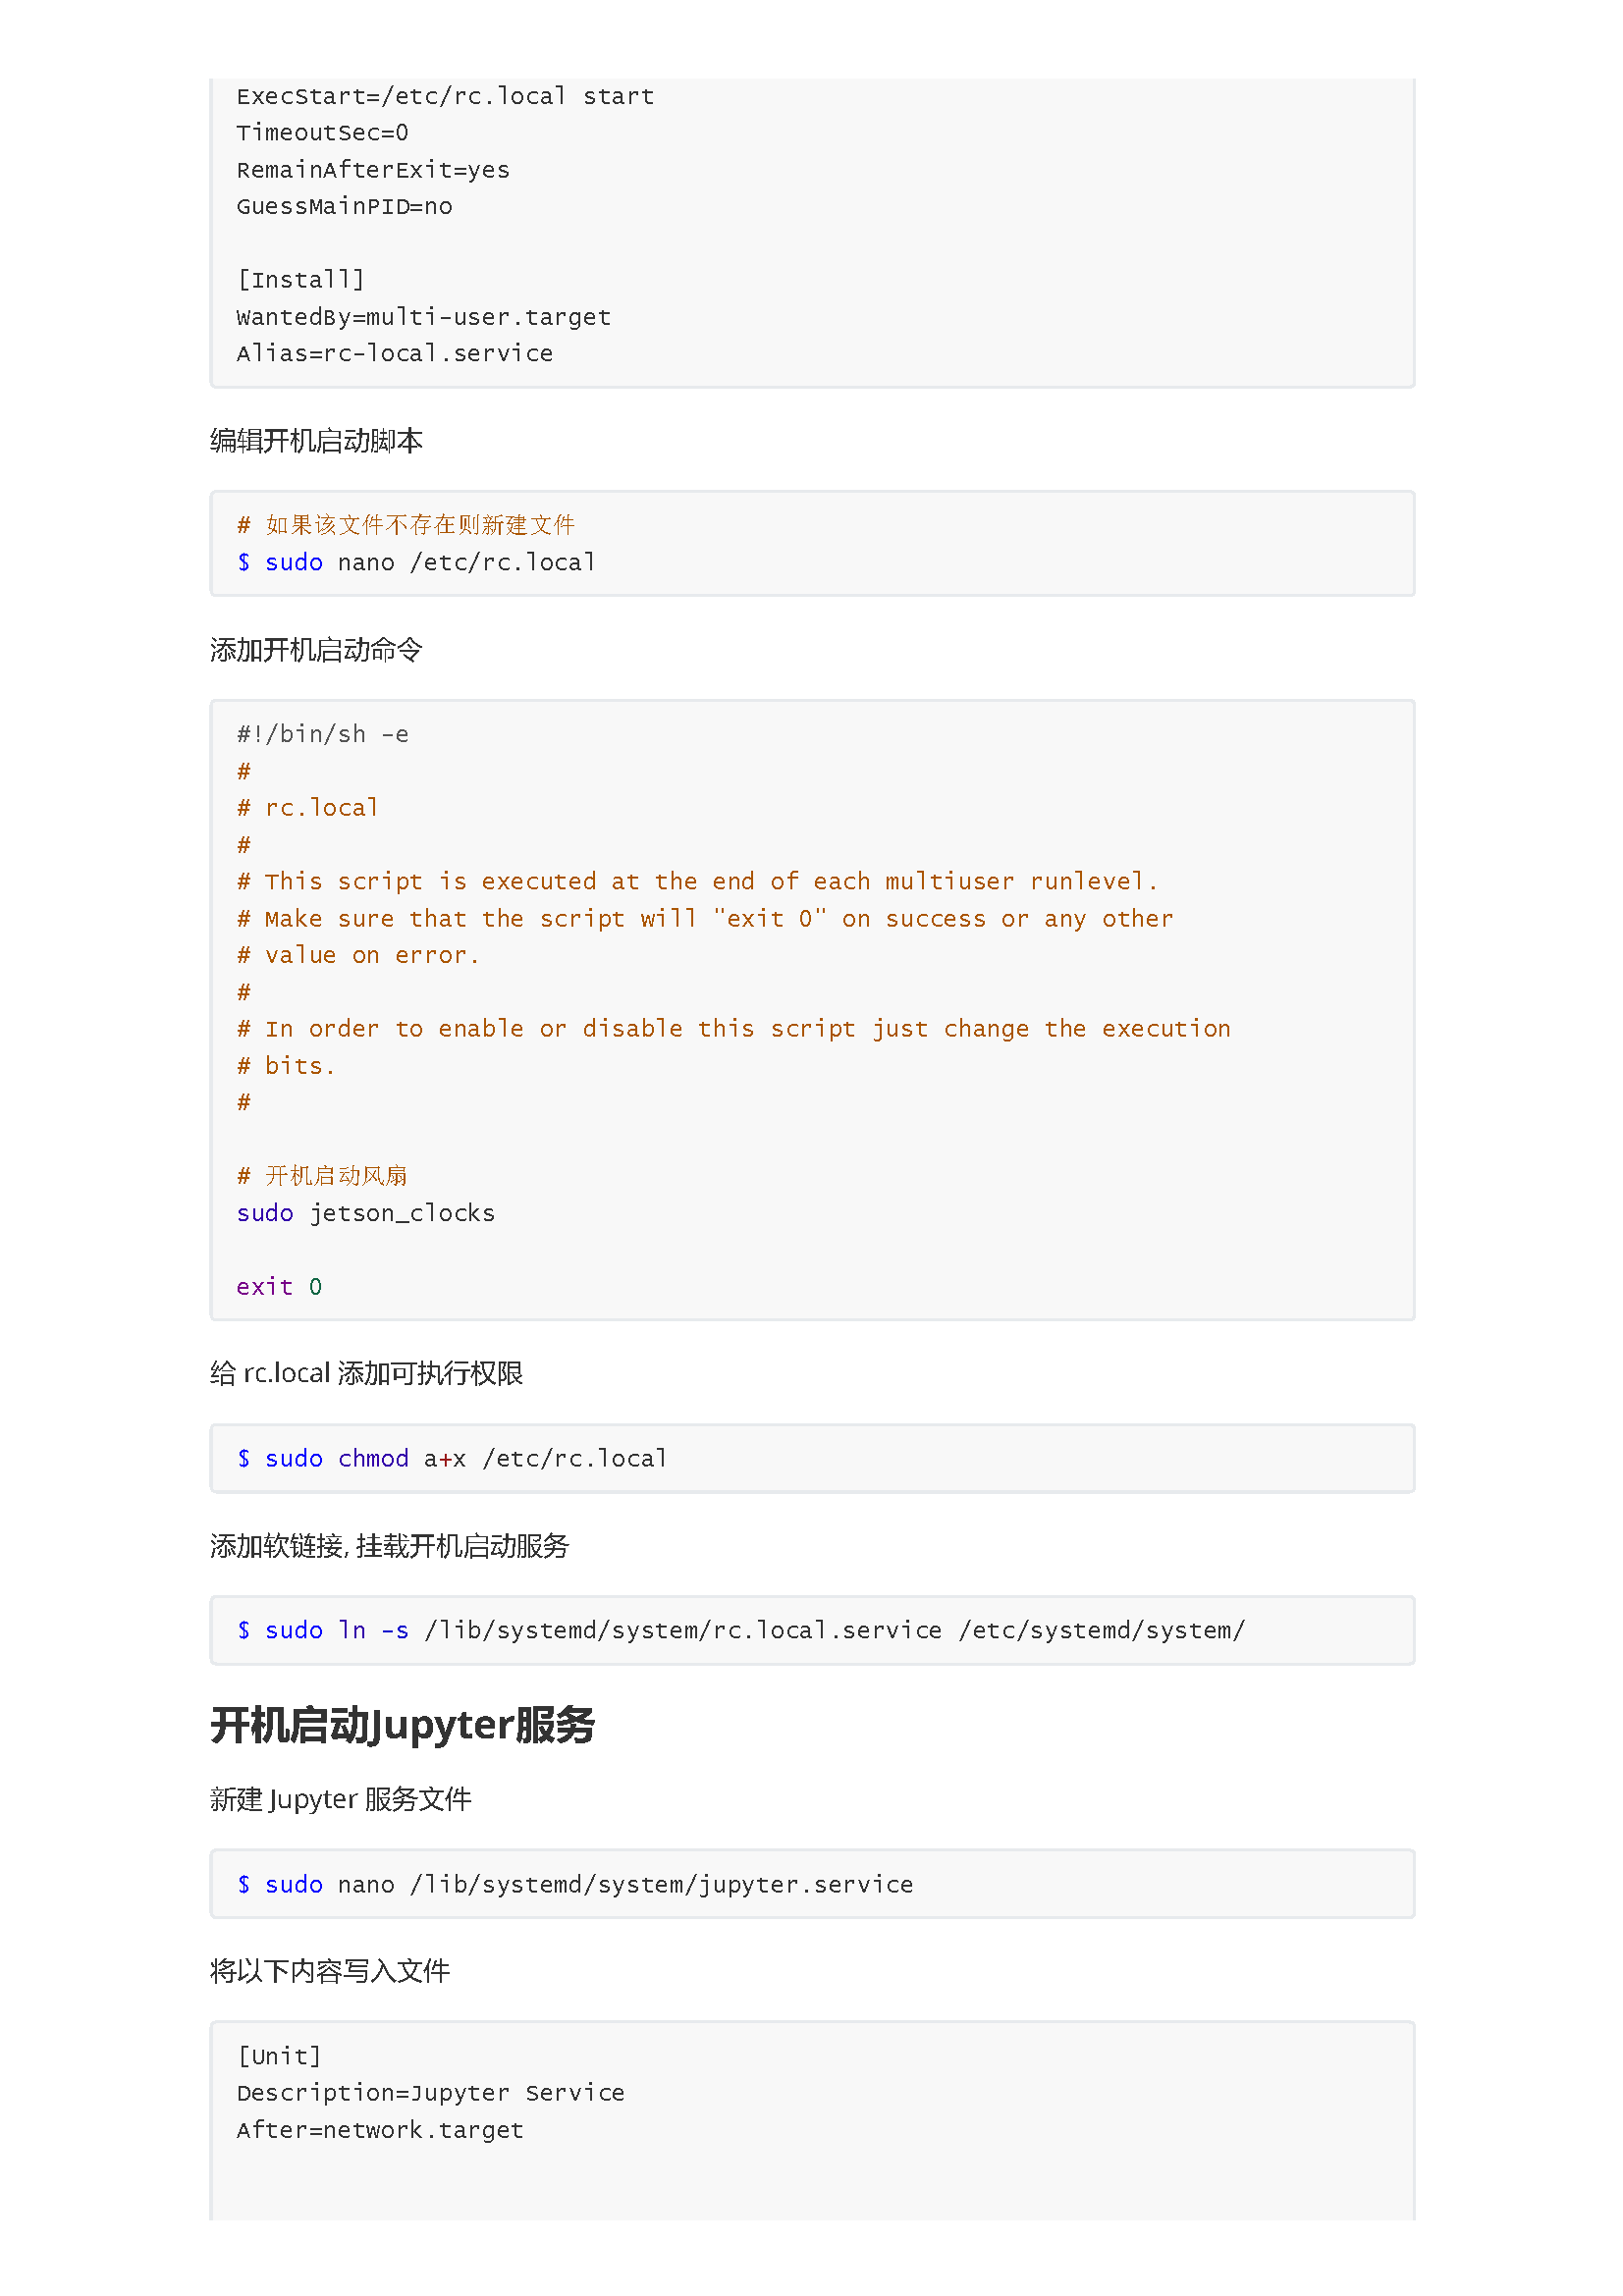 ExecStart=/etc/rc.local start
TimeoutSec=0
RemainAfterExit=yes
GuessMainPID=no
[Install]
WantedBy=multi-user.target
Alias=rc-local.service
编辑开机启动脚本
# 如果该文件不存在则新建文件
$ sudo nano /etc/rc.local
添加开机启动命令
#!/bin/sh -e
#
# rc.local
#
# This script is executed at the end of each multiuser runlevel.
# Make sure that the script will "exit 0" on success or any other
# value on error.
#
# In order to enable or disable this script just change the execution
# bits.
#
# 开机启动风扇
sudo jetson_clocks
exit 0
给 rc.local 添加可执行权限
$ sudo chmod a+x /etc/rc.local
添加软链接, 挂载开机启动服务
$ sudo ln -s /lib/systemd/system/rc.local.service /etc/systemd/system/
开机启动Jupyter服务
新建 Jupyter 服务文件
$ sudo nano /lib/systemd/system/jupyter.service
将以下内容写入文件
[Unit]
Description=Jupyter Service
After=network.target